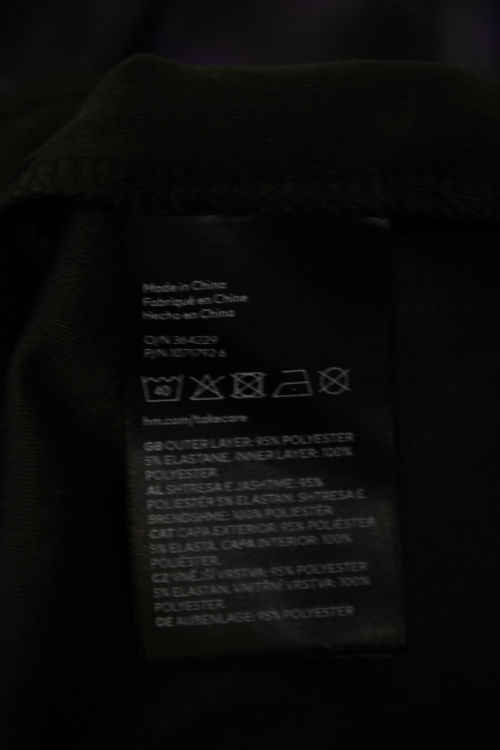 Made in China
Fabriqué en Chine
Hecho en China
O/N 364229
P/N 1071792 6
40
hm.com/takecare
GB OUTER LAYER: 95% POLYESTER
5% ELASTANE. INNER LAYER: 100%
POLYESTER.
AL SHTRESA E JASHTME: 95%
POLIESTER 5% ELASTAN. SHTRESA E
BRENDSHME: 100% POLIESTER
CAT CAPA EXTERIOR: 95% POLIÈSTER
5% ELASTÀ. CAPA INTERIOR: 100%
POLIÈSTER.
CZ VNĚJŠÍ VRSTVA: 95% POLYESTER
5% ELASTAN. VNITŘNÍ VRSTVA: 100%
POLYESTER.
DE AUßENLAGE: 95% POLYESTER